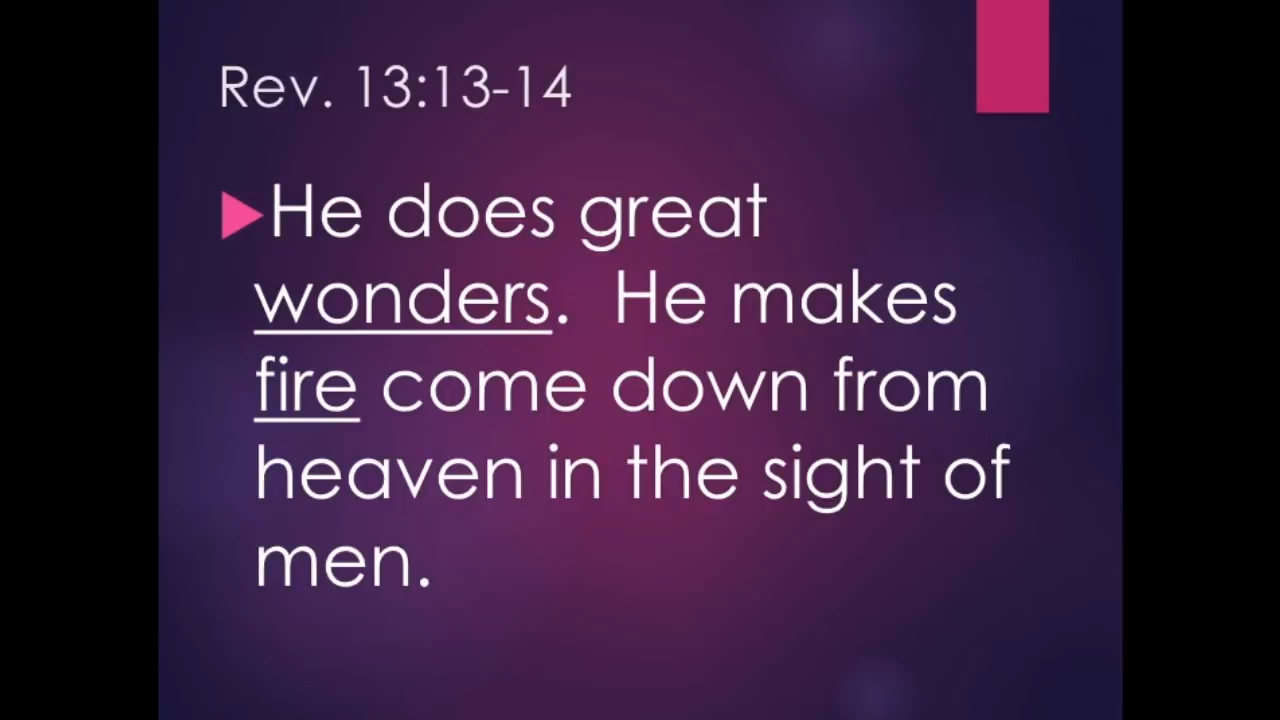 Rev. 13:13-14
He does great
wonders.  He makes
fire come down from
heaven in the sight of
men.